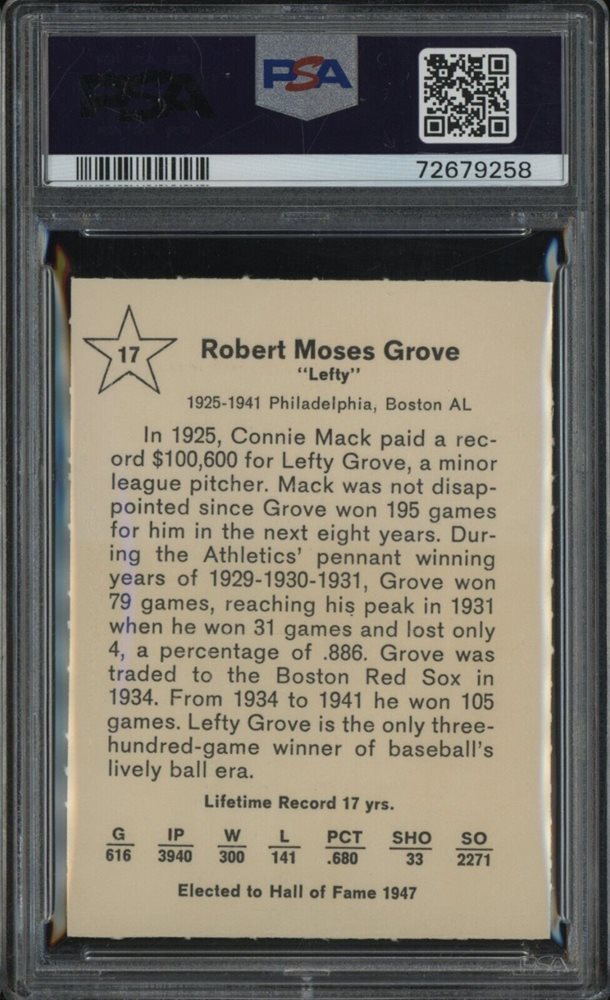 PSA
PSA
72679258
17
Robert Moses Grove
"Lefty"
1925-1941 Philadelphia, Boston AL
In 1925, Connie Mack paid a rec-
ord $100,600 for Lefty Grove, a minor
league pitcher. Mack was not disap-
pointed since Grove won 195 games
for him in the next eight years. Dur-
ing the Athletics' pennant winning
years of 1929-1930-1931, Grove won
79 games, reaching his peak in 1931
when he won 31 games and lost only
4, a percentage of .886. Grove was
traded to the Boston Red Sox in
1934. From 1934 to 1941 he won 105
games. Lefty Grove is the only three-
hundred-game winner of baseball's
lively ball era.
Lifetime Record 17 yrs.
G IP W L PCT SHO SO
616 3940 300 141 .680 33 2271
Elected to Hall of Fame 1947
PSA